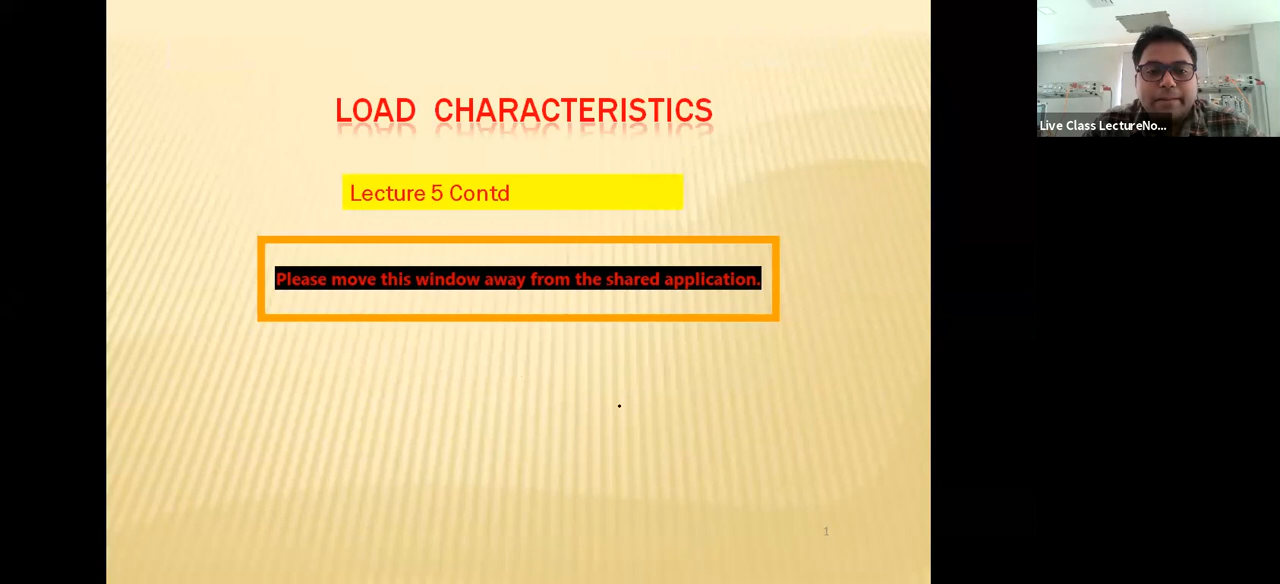 LOAD CHARACTERISTICS
Lecture 5 Contd
Please move this window away from the shared application.
1
Live Class LectureNo...